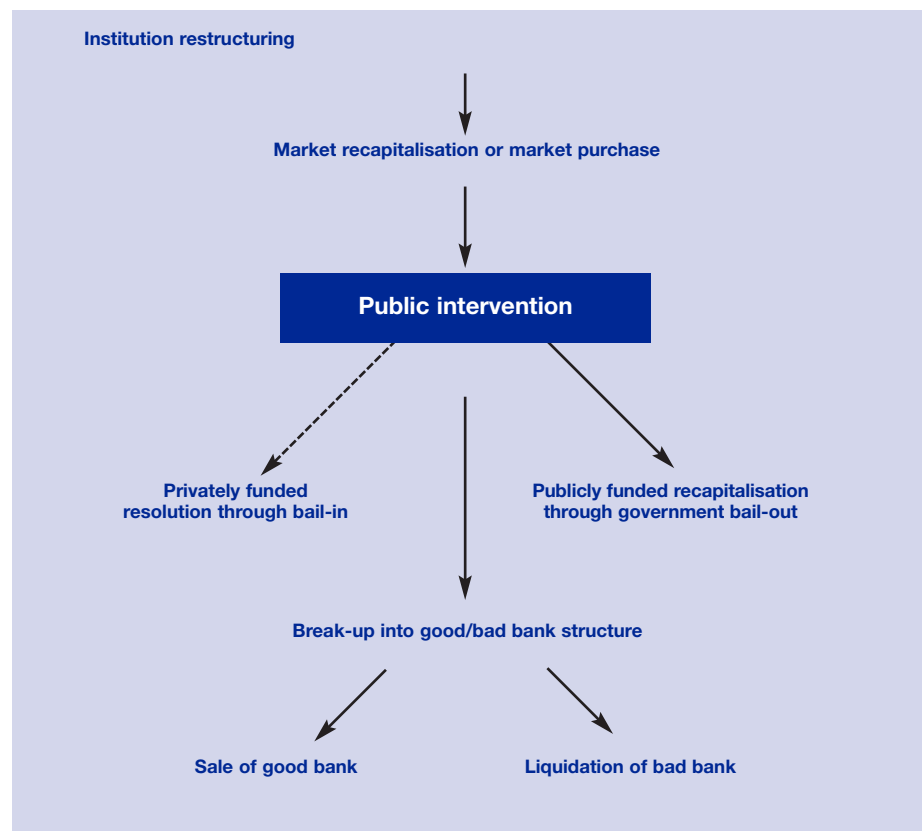 Institution restructuring
Market recapitalisation or market purchase
Public intervention
Privately funded
resolution through bail-in
Publicly funded recapitalisation
through government bail-out
Break-up into good/bad bank structure
Sale of good bank
Liquidation of bad bank